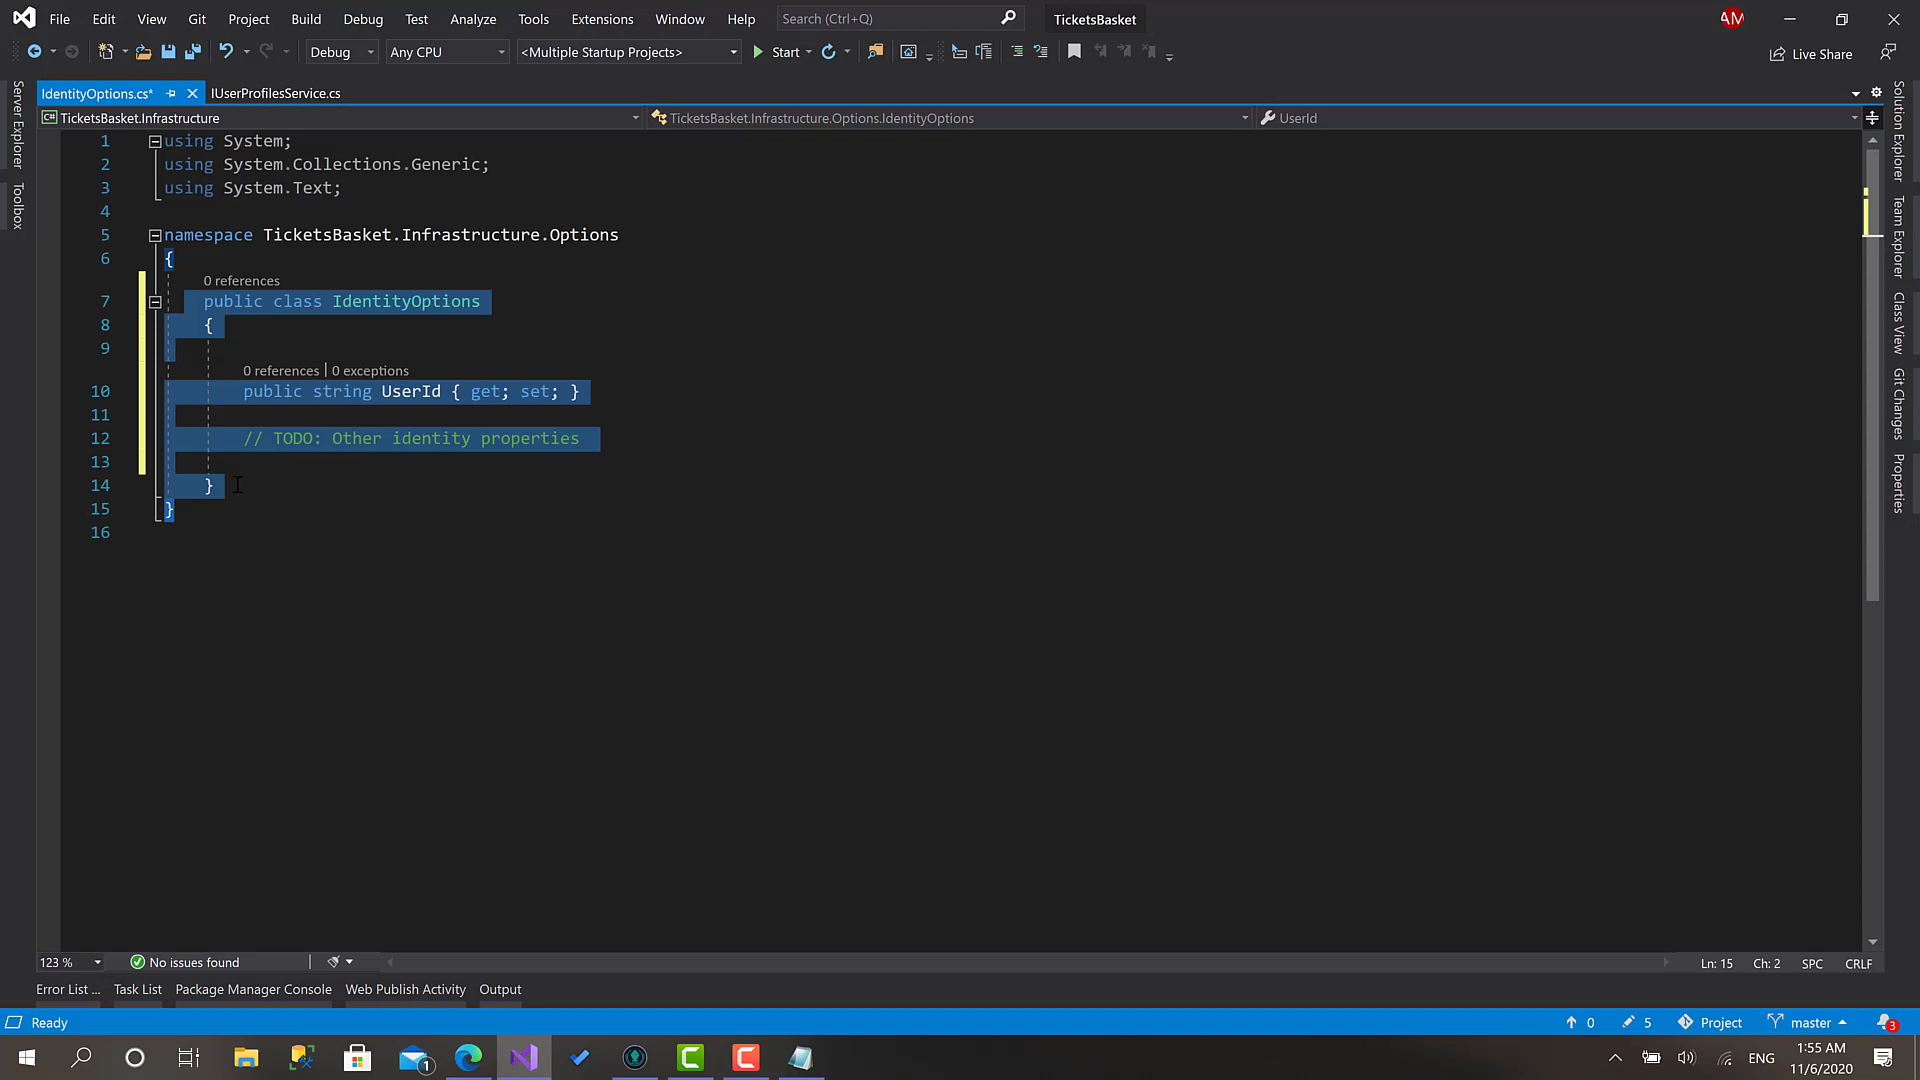 File Edit View Git Project Build Debug Test Analyze Tools Extensions Window Help Search (Ctrl+Q) TicketsBasket AM
Debug Any CPU <Multiple Startup Projects> Start Live Share
Server Explorer
Toolbox
IdentityOptions.cs* IUserProfilesService.cs
C# TicketsBasket.Infrastructure TicketsBasket.Infrastructure.Options.IdentityOptions UserId
1 using System;
2 using System.Collections.Generic;
3 using System.Text;
4
5 namespace TicketsBasket.Infrastructure.Options
6 {
0 references
7 public class IdentityOptions
8 {
9
0 references | 0 exceptions
10 public string UserId { get; set; }
11
12 // TODO: Other identity properties
13
14 }
15 }
16
Solution Explorer
Team Explorer
Class View
Git Changes
Properties
123 % No issues found Ln: 15 Ch: 2 SPC CRLF
Error List ... Task List Package Manager Console Web Publish Activity Output
Ready 0 5 Project master 3
1 ENG 1:55 AM
11/6/2020